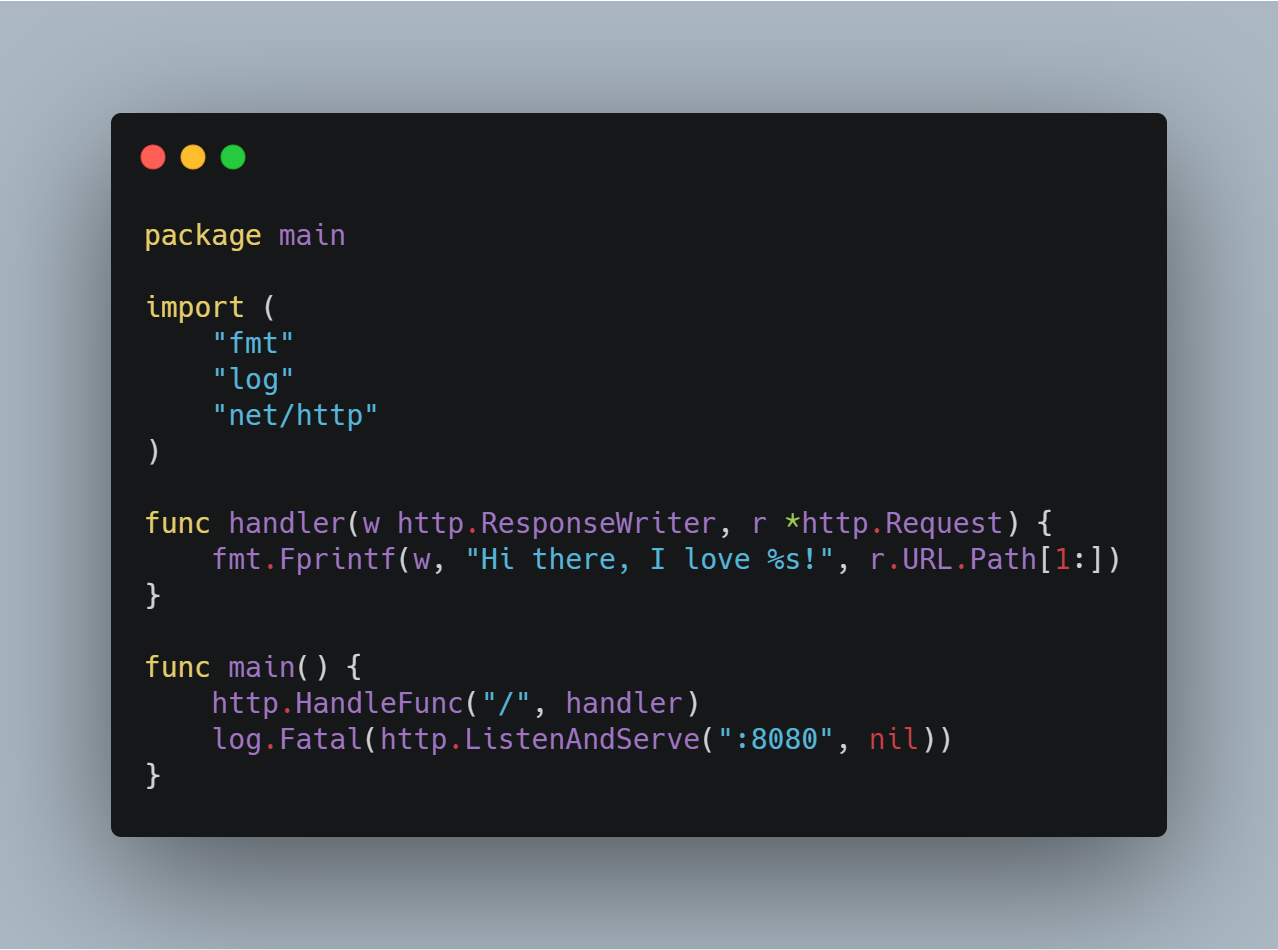 package main

import (
    "fmt"
    "log"
    "net/http"
)

func handler(w http.ResponseWriter, r *http.Request) {
    fmt.Fprintf(w, "Hi there, I love %s!", r.URL.Path[1:])
}

func main() {
    http.HandleFunc("/", handler)
    log.Fatal(http.ListenAndServe(":8080", nil))
}